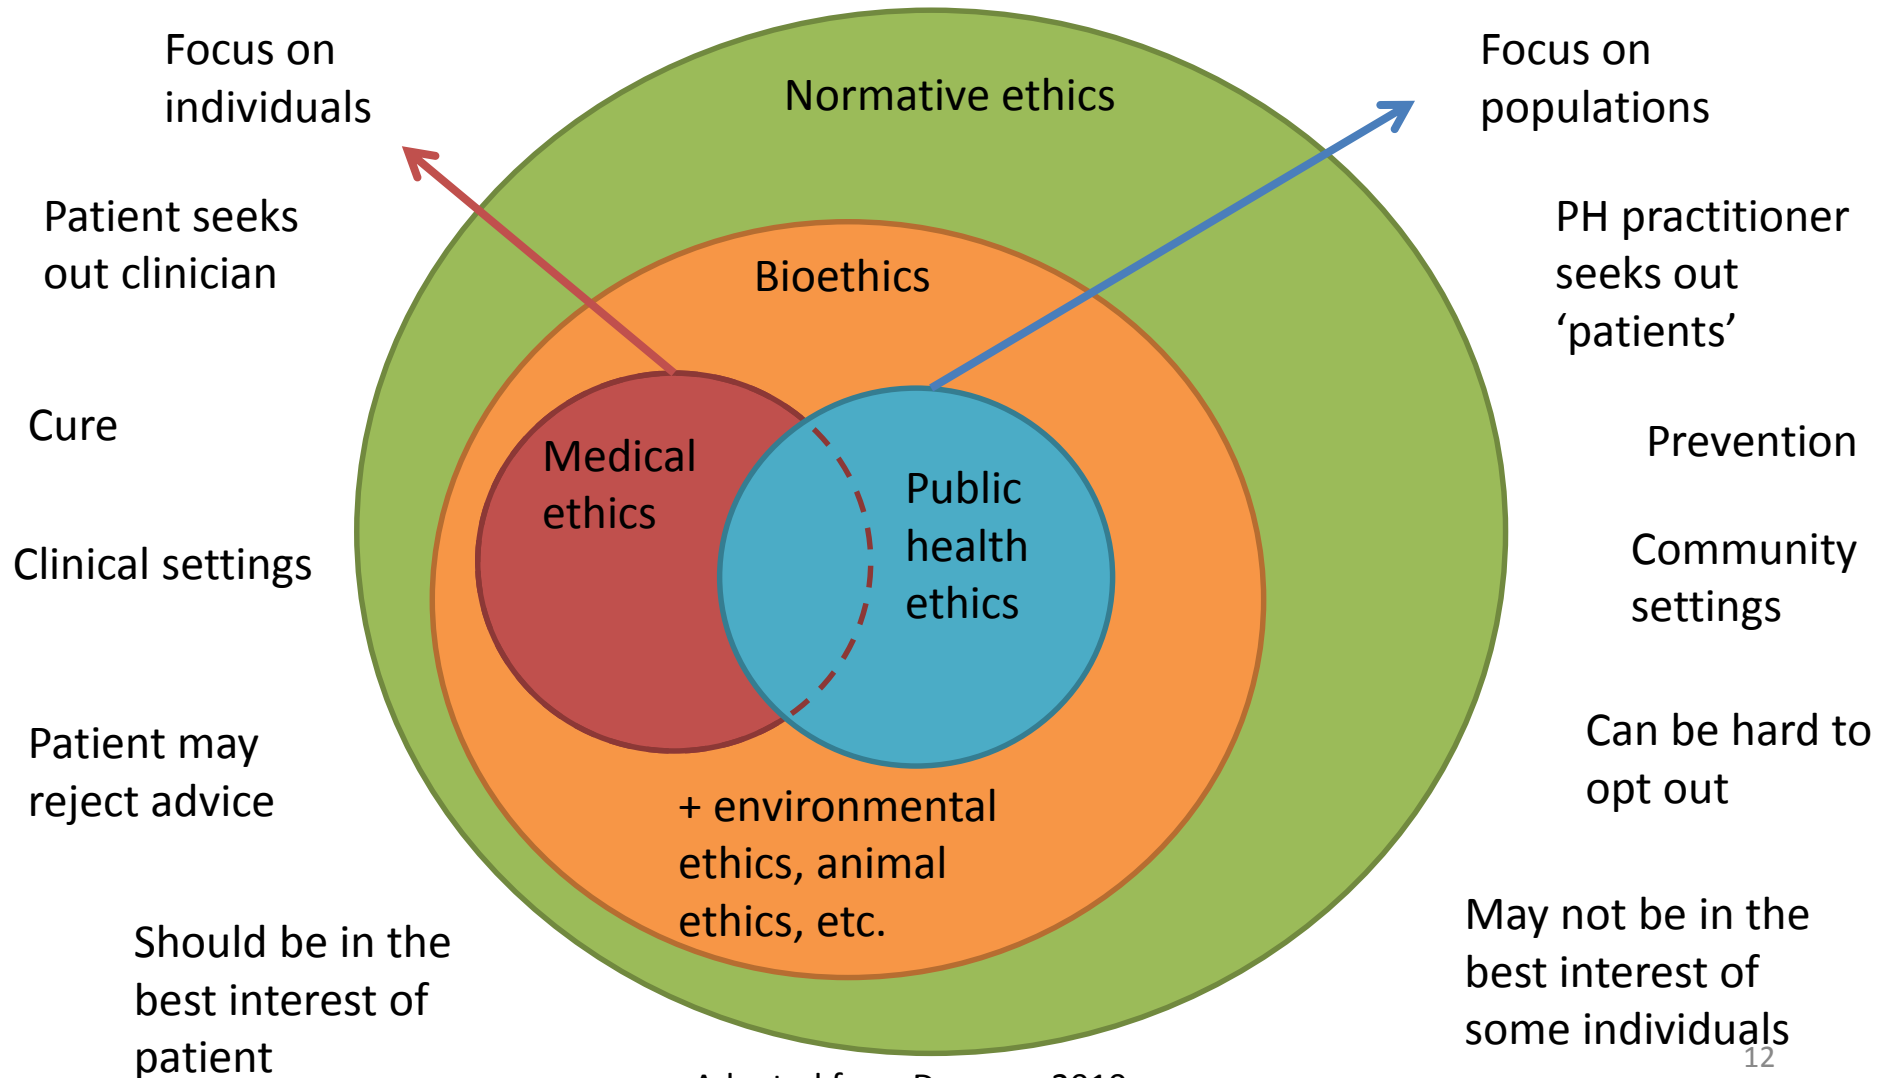 Focus on
individuals
Patient seeks
out clinician
Cure
Clinical settings
Patient may
reject advice
Should be in the
best interest of
patient
Normative ethics
Bioethics
Medical
ethics
Public
health
ethics
+ environmental
ethics, animal
ethics, etc.
Focus on
populations
PH practitioner
seeks out
‘patients’
Prevention
Community
settings
Can be hard to
opt out
May not be in the
best interest of
some individuals
12